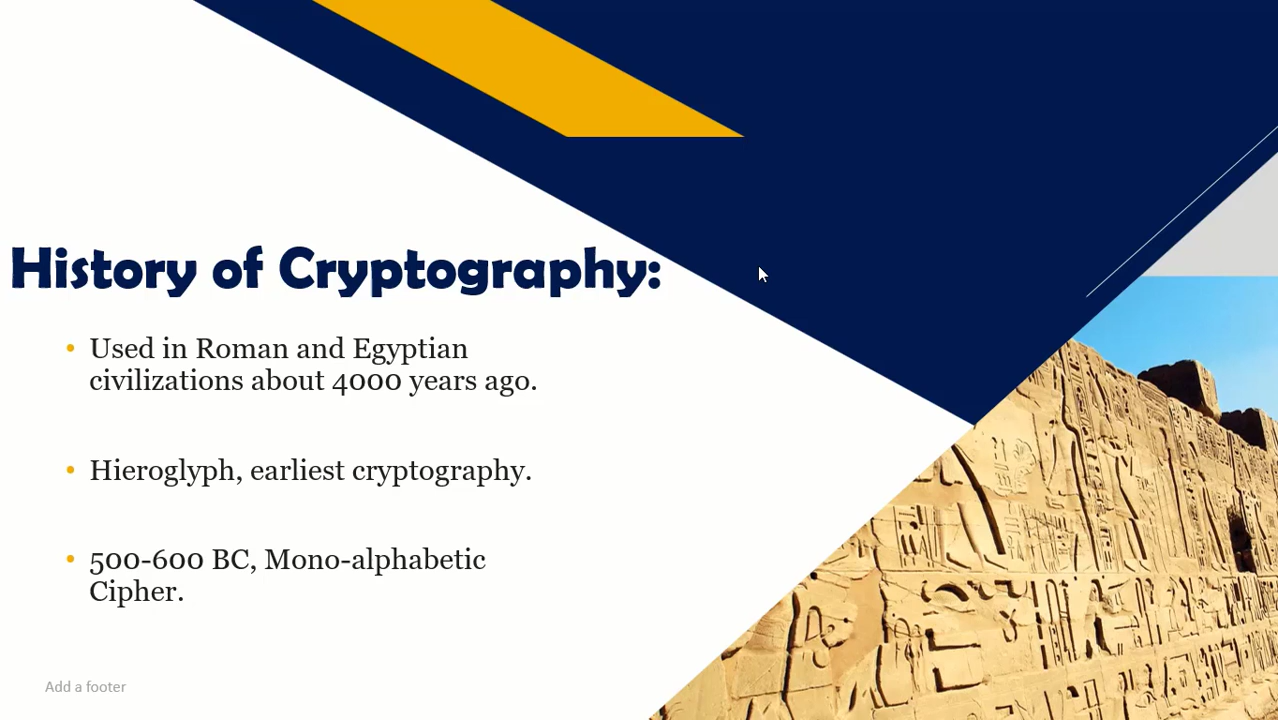 History of Cryptography:
• Used in Roman and Egyptian
civilizations about 4000 years ago.
• Hieroglyph, earliest cryptography.
• 500-600 BC, Mono-alphabetic
Cipher.
Add a footer